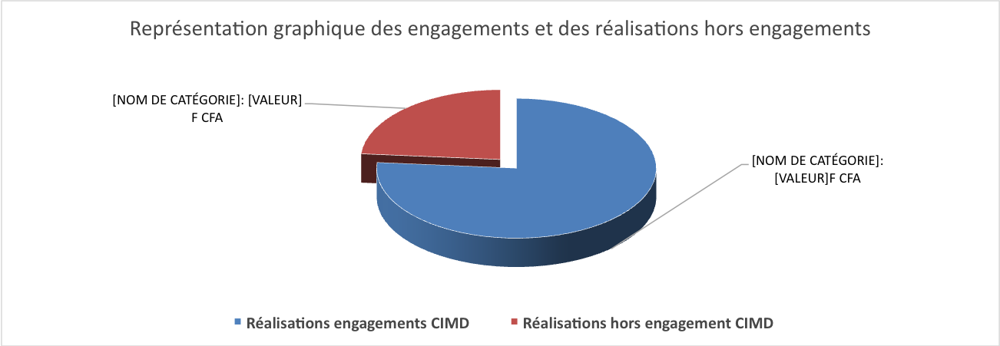 Représentation graphique des engagements et des réalisations hors engagements
[NOM DE CATÉGORIE]: [VALEUR]
F CFA
[NOM DE CATÉGORIE]:
[VALEUR]F CFA
Réalisations engagements CIMD
Réalisations hors engagement CIMD